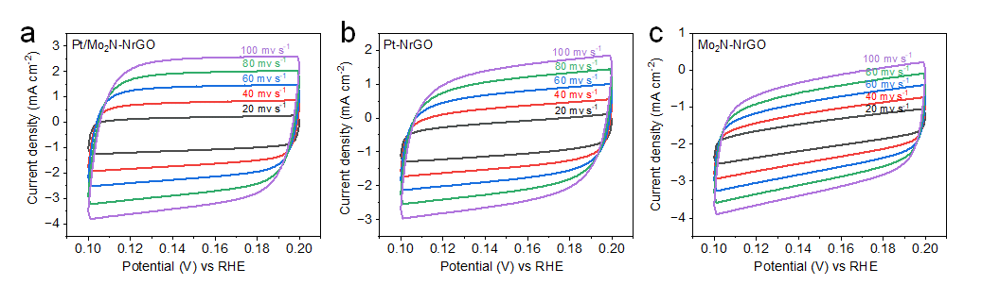 a
Pt/Mo₂N-NrGO
100 mv s⁻¹
80 mv s⁻¹
60 mv s⁻¹
40 mv s⁻¹
20 mv s⁻¹
3
2
1
0
−1
−2
−3
−4
Current density (mA cm⁻²)
0.10 0.12 0.14 0.16 0.18 0.20
Potential (V) vs RHE
b
Pt-NrGO
100 mv s⁻¹
80 mv s⁻¹
60 mv s⁻¹
40 mv s⁻¹
20 mv s⁻¹
2
1
0
−1
−2
−3
Current density (mA cm⁻²)
0.10 0.12 0.14 0.16 0.18 0.20
Potential (V) vs RHE
c
Mo₂N-NrGO
100 mv s⁻¹
80 mv s⁻¹
60 mv s⁻¹
40 mv s⁻¹
20 mv s⁻¹
1
0
−1
−2
−3
−4
Current density (mA cm⁻²)
0.10 0.12 0.14 0.16 0.18 0.20
Potential (V) vs RHE